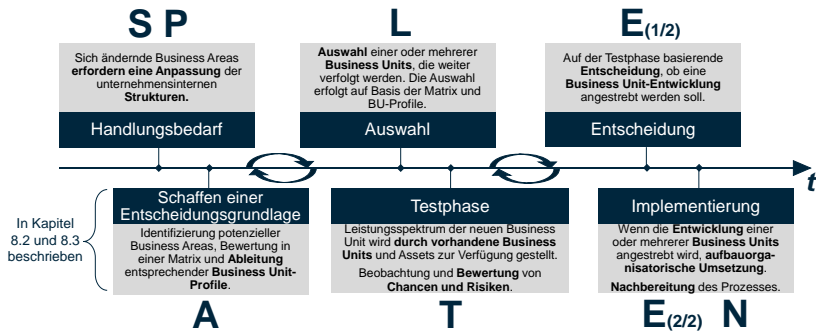 S P
Sich ändernde Business Areas
erfordern eine Anpassung der
unternehmensinternen
Strukturen.
Handlungsbedarf
L
Auswahl einer oder mehrerer
Business Units, die weiter
verfolgt werden. Die Auswahl
erfolgt auf Basis der Matrix und
BU-Profile.
Auswahl
E(1/2)
Auf der Testphase basierende
Entscheidung, ob eine
Business Unit-Entwicklung
angestrebt werden soll.
Entscheidung
t
In Kapitel
8.2 und 8.3
beschrieben
Schaffen einer
Entscheidungsgrundlage
Identifizierung potenzieller
Business Areas, Bewertung in
einer Matrix und Ableitung
entsprechender Business Unit-
Profile.
A
Testphase
Leistungsspektrum der neuen Business
Unit wird durch vorhandene Business
Units und Assets zur Verfügung gestellt.
Beobachtung und Bewertung von
Chancen und Risiken.
T
Implementierung
Wenn die Entwicklung einer
oder mehrerer Business Units
angestrebt wird, aufbauorga-
nisatorische Umsetzung.
Nachbereitung des Prozesses.
E(2/2) N